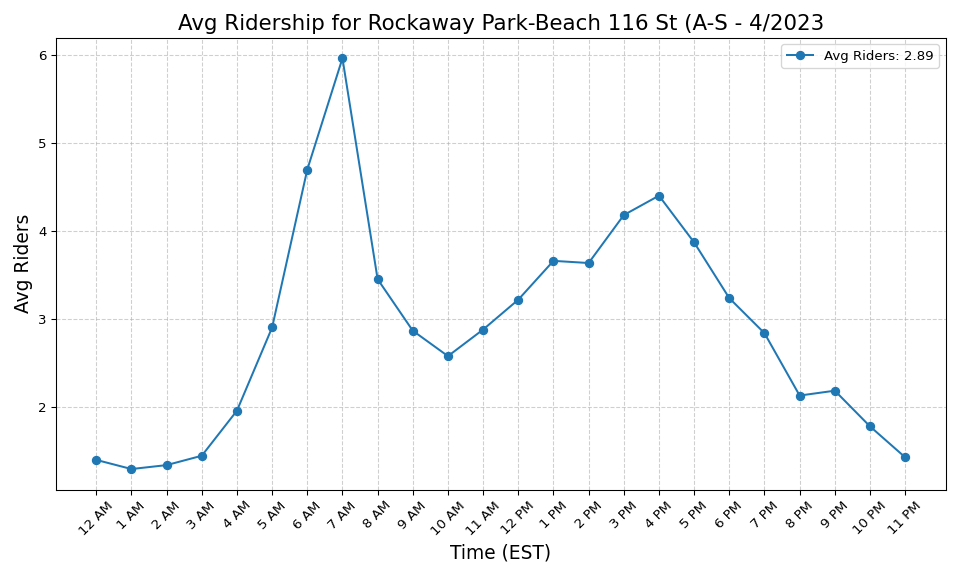 Avg Ridership for Rockaway Park-Beach 116 St (A-S - 4/2023
Avg Riders: 2.89
Avg Riders
6
5
4
3
2
12 AM
1 AM
2 AM
3 AM
4 AM
5 AM
6 AM
7 AM
8 AM
9 AM
10 AM
11 AM
12 PM
1 PM
2 PM
3 PM
4 PM
5 PM
6 PM
7 PM
8 PM
9 PM
10 PM
11 PM
Time (EST)